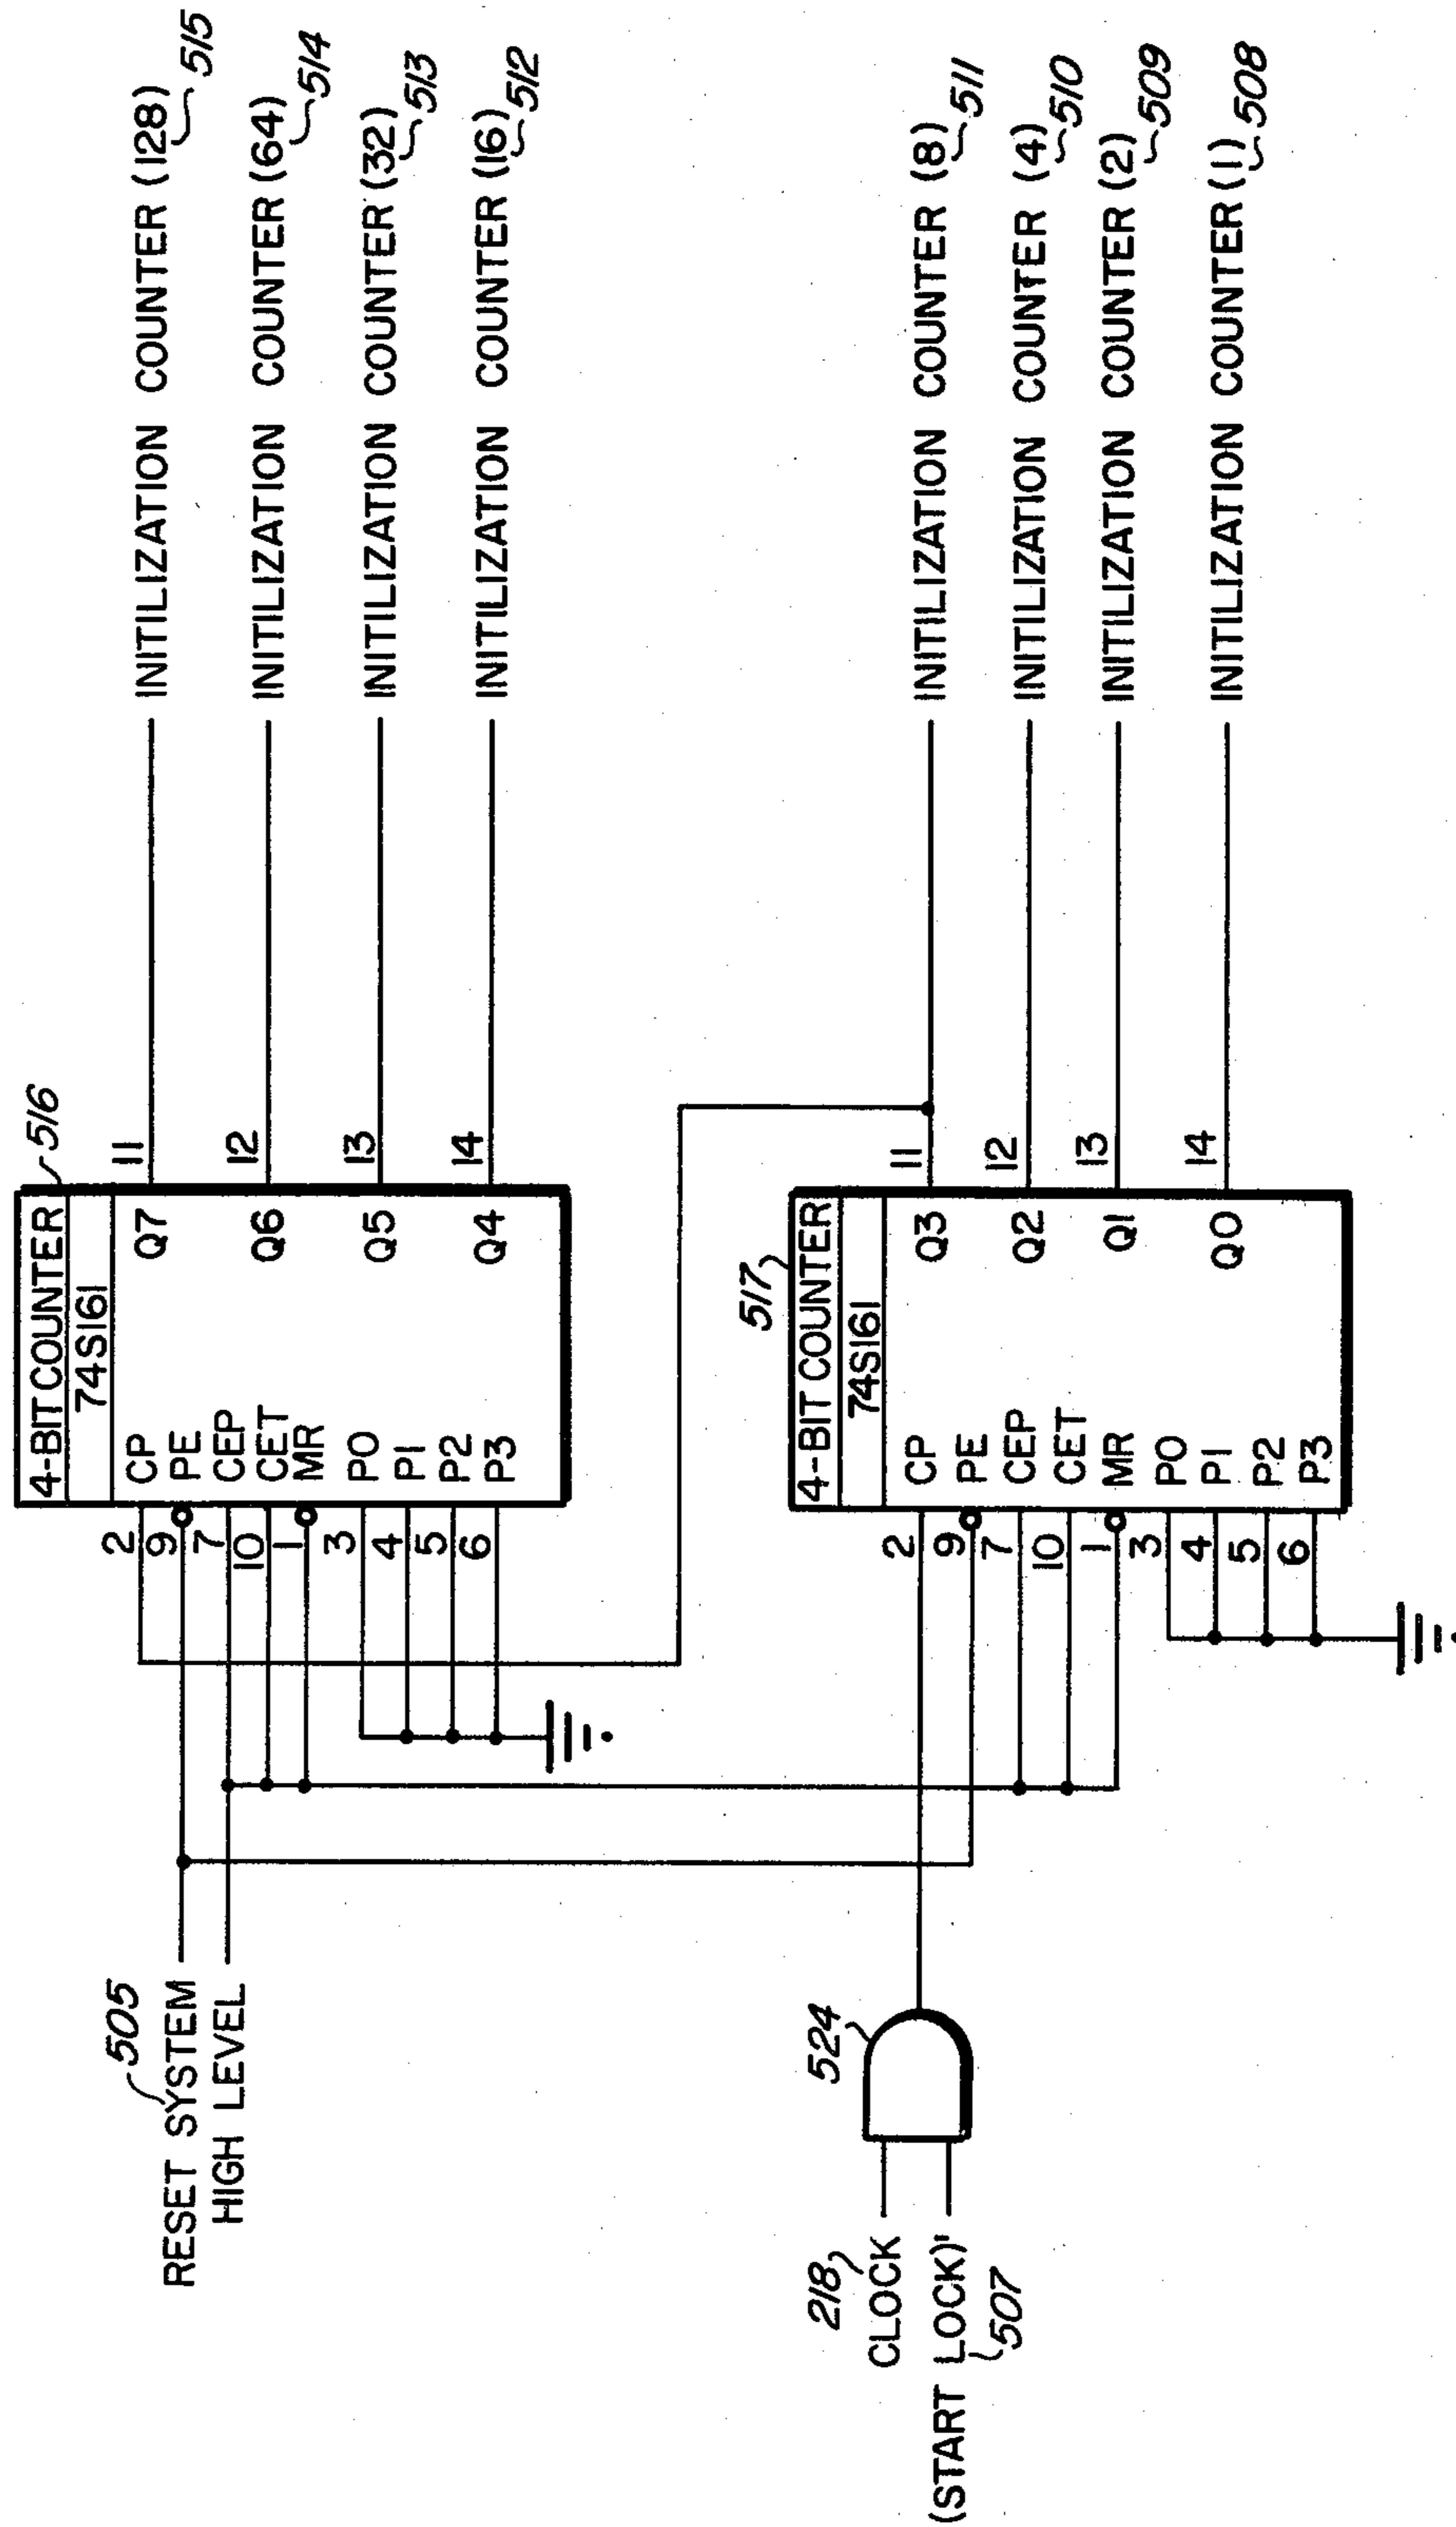 516
4-BIT COUNTER
74S161
2 CP
9 PE
7 CEP
10 CET
1 MR
3 P0
4 P1
5 P2
6 P3
Q7 11 INITILIZATION COUNTER (128) 515
Q6 12 INITILIZATION COUNTER (64) 514
Q5 13 INITILIZATION COUNTER (32) 513
Q4 14 INITILIZATION COUNTER (16) 512
505
RESET SYSTEM
HIGH LEVEL
517
4-BIT COUNTER
74S161
2 CP
9 PE
7 CEP
10 CET
1 MR
3 P0
4 P1
5 P2
6 P3
Q3 11 INITILIZATION COUNTER (8) 511
Q2 12 INITILIZATION COUNTER (4) 510
Q1 13 INITILIZATION COUNTER (2) 509
Q0 14 INITILIZATION COUNTER (1) 508
524
218
CLOCK
(START LOCK)'
507